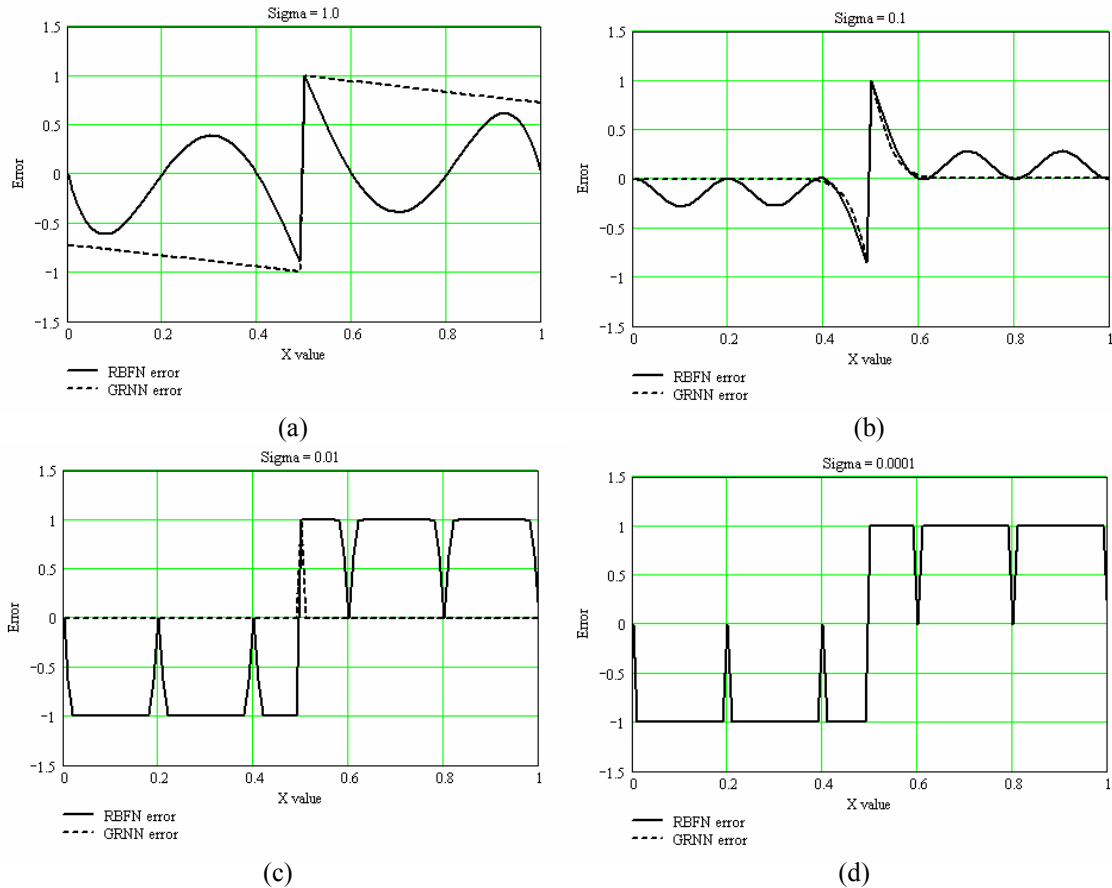 Sigma = 1.0
1.5
1
0.5
0
−0.5
−1
−1.5
Error
0 0.2 0.4 0.6 0.8 1
X value
RBFN error
GRNN error
(a)
Sigma = 0.1
1.5
1
0.5
0
−0.5
−1
−1.5
Error
0 0.2 0.4 0.6 0.8 1
X value
RBFN error
GRNN error
(b)
Sigma = 0.01
1.5
1
0.5
0
−0.5
−1
−1.5
Error
0 0.2 0.4 0.6 0.8 1
X value
RBFN error
GRNN error
(c)
Sigma = 0.0001
1.5
1
0.5
0
−0.5
−1
−1.5
Error
0 0.2 0.4 0.6 0.8 1
X value
RBFN error
GRNN error
(d)